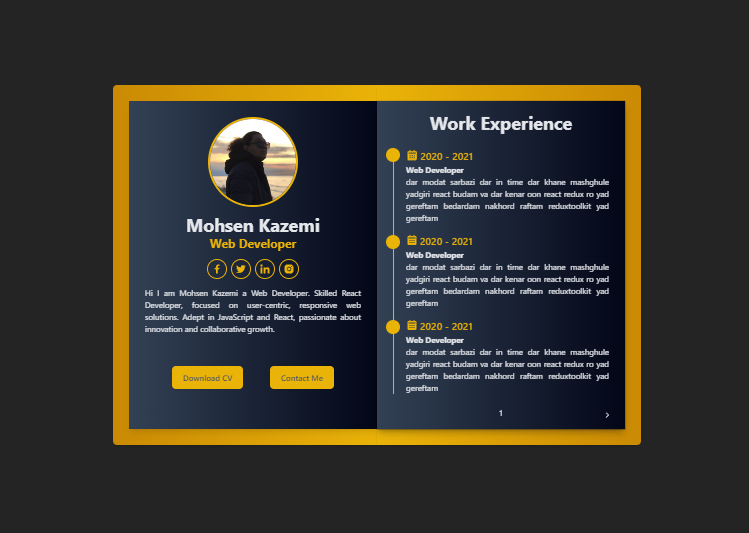 Mohsen Kazemi
Web Developer
Hi I am Mohsen Kazemi a Web Developer. Skilled React
Developer, focused on user-centric, responsive web
solutions. Adept in JavaScript and React, passionate about
innovation and collaborative growth.
Download CV
Contact Me
Work Experience
2020 - 2021
Web Developer
dar modat sarbazi dar in time dar khane mashghule
yadgiri react budam va dar kenar oon react redux ro yad
gereftam bedardam nakhord raftam reduxtoolkit yad
gereftam
2020 - 2021
Web Developer
dar modat sarbazi dar in time dar khane mashghule
yadgiri react budam va dar kenar oon react redux ro yad
gereftam bedardam nakhord raftam reduxtoolkit yad
gereftam
2020 - 2021
Web Developer
dar modat sarbazi dar in time dar khane mashghule
yadgiri react budam va dar kenar oon react redux ro yad
gereftam bedardam nakhord raftam reduxtoolkit yad
gereftam
1